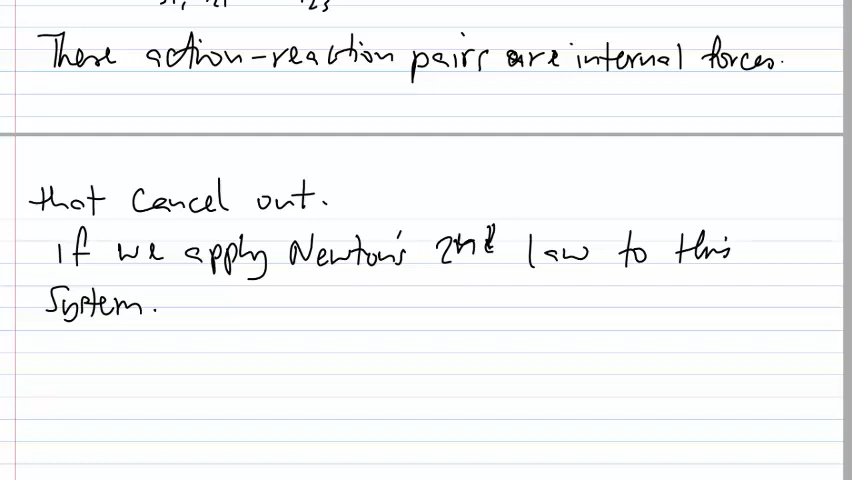 These action-reaction pairs are internal forces.
that cancel out.
if we apply Newton's 2nd law to this
system.